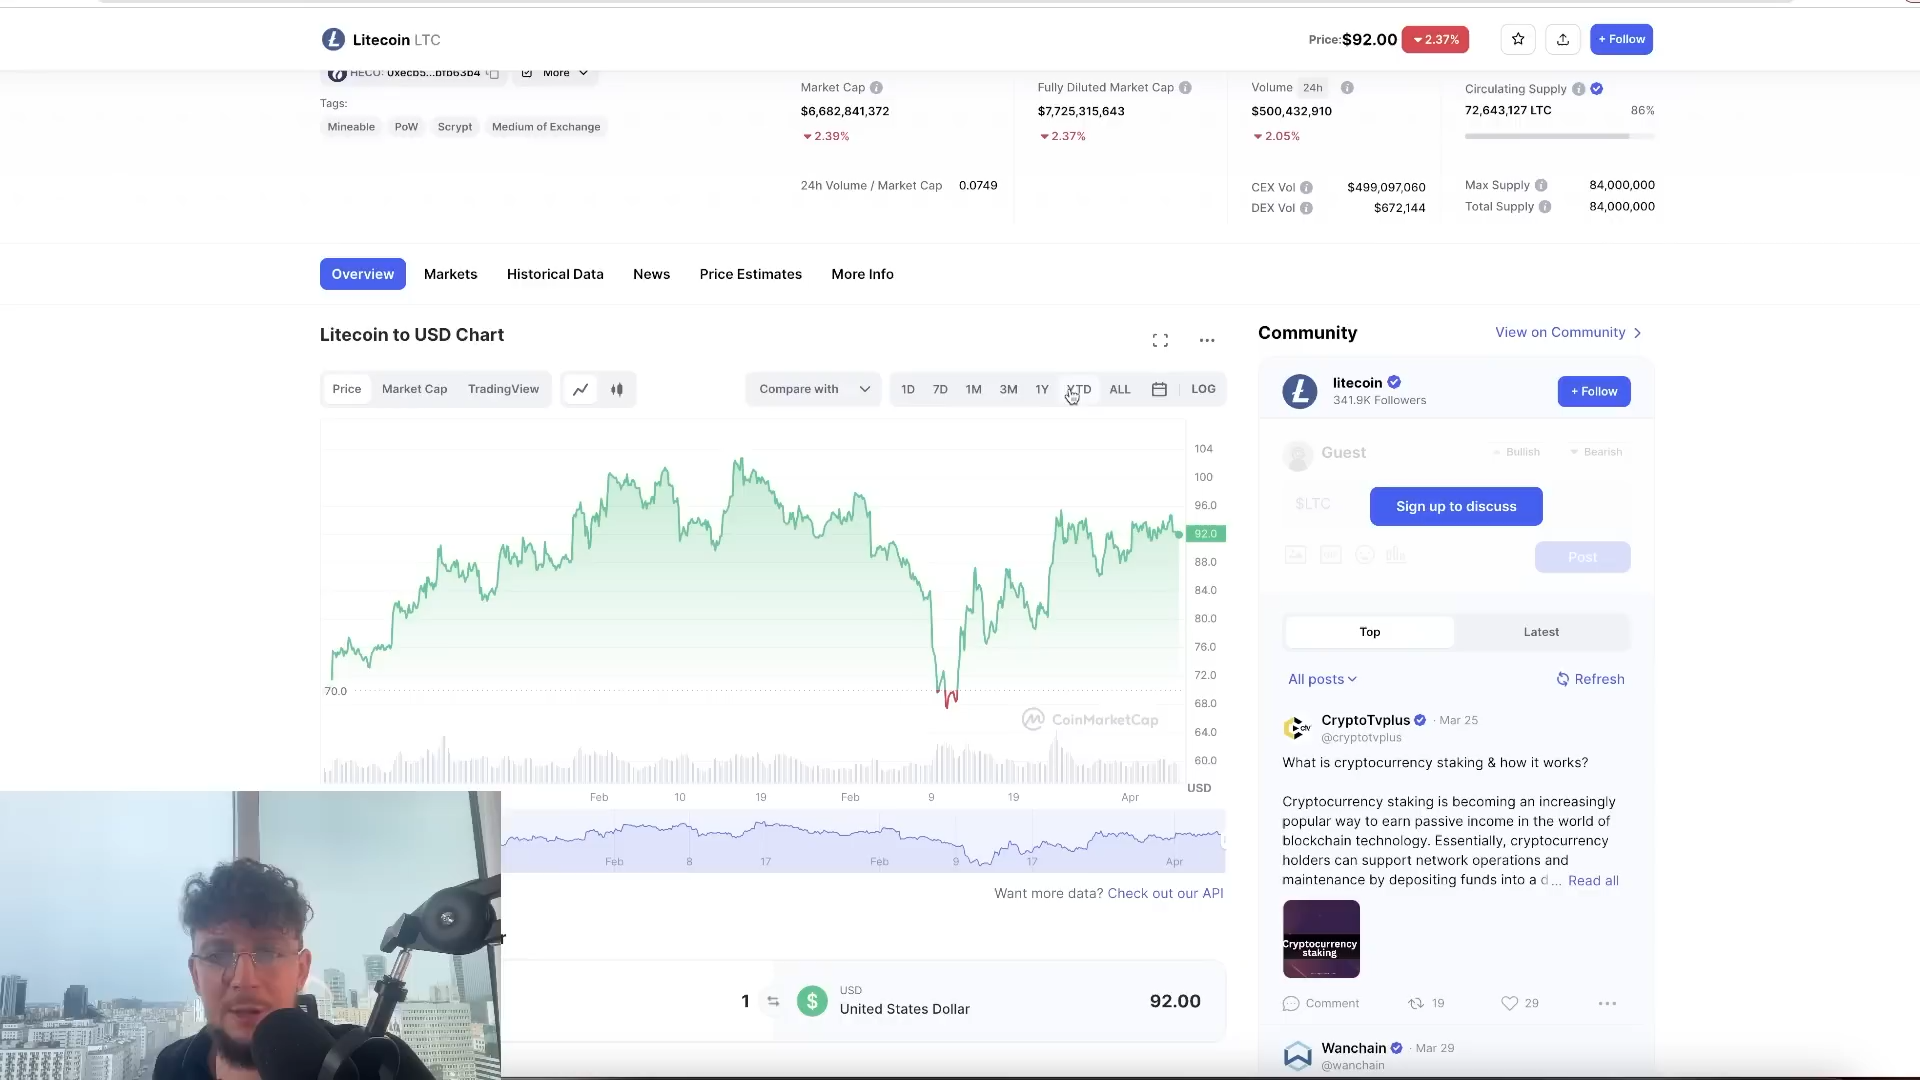 Litecoin LTC
Price:$92.00 2.37%
+ Follow
HECO: 0xecb5...bfb63b4
More
Tags:
Mineable PoW Scrypt Medium of Exchange
Market Cap
$6,682,841,372
2.39%
24h Volume / Market Cap 0.0749
Fully Diluted Market Cap
$7,725,315,643
2.37%
Volume 24h
$500,432,910
2.05%
CEX Vol $499,097,060
DEX Vol $672,144
Circulating Supply
72,643,127 LTC 86%
Max Supply 84,000,000
Total Supply 84,000,000
Overview Markets Historical Data News Price Estimates More Info
Litecoin to USD Chart
Price Market Cap TradingView
Compare with
1D 7D 1M 3M 1Y YTD ALL LOG
104
100
96.0
92.0
88.0
84.0
80.0
76.0
72.0
68.0
64.0
60.0
70.0
CoinMarketCap
USD
Feb 10 19 Feb 9 19 Apr
Feb 8 17 Feb 9 17 Apr
Want more data? Check out our API
1
USD
United States Dollar
92.00
Community
View on Community
litecoin
341.9K Followers
+ Follow
Guest
Bullish Bearish
$LTC
Sign up to discuss
Post
Top Latest
All posts
Refresh
CryptoTvplus · Mar 25
@cryptotvplus
What is cryptocurrency staking & how it works?
Cryptocurrency staking is becoming an increasingly
popular way to earn passive income in the world of
blockchain technology. Essentially, cryptocurrency
holders can support network operations and
maintenance by depositing funds into a d... Read all
Cryptocurrency
staking
Comment 19 29
Wanchain · Mar 29
@wanchain